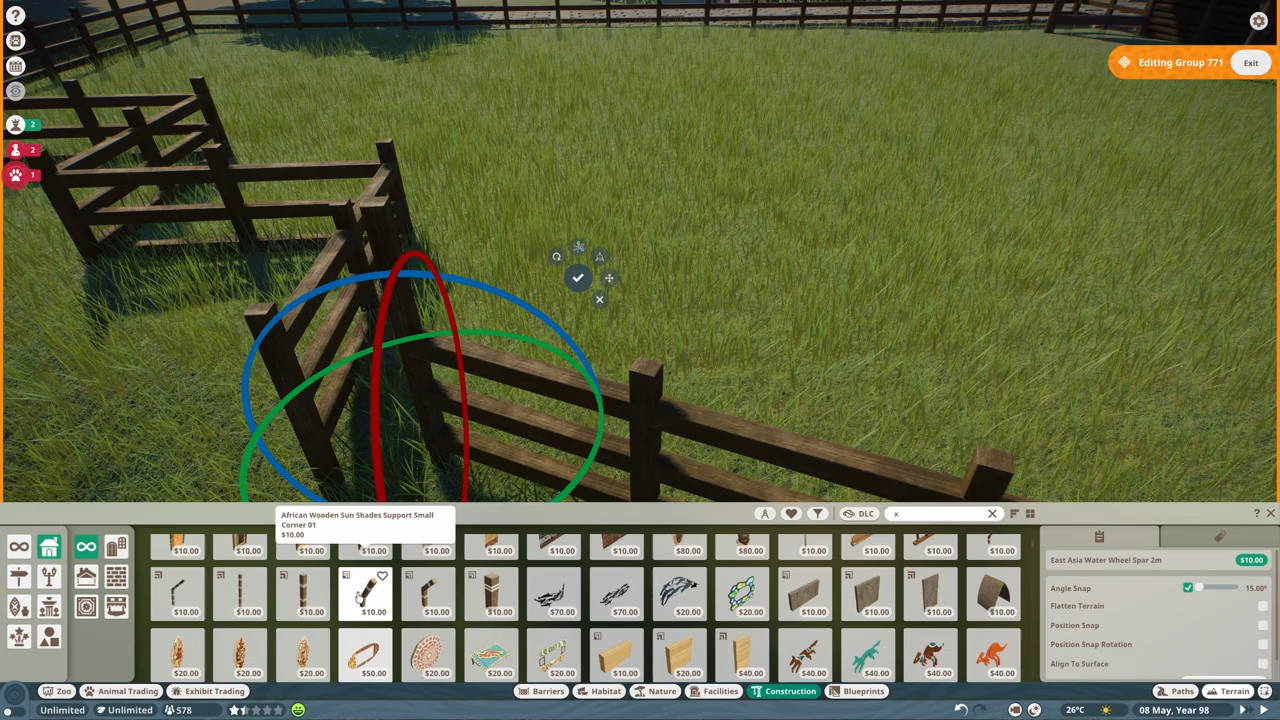 ?
Editing Group 771
Exit
2
2
1
African Wooden Sun Shades Support Small
Corner 01
$10.00
DLC
x
?
$10.00 $10.00 $10.00 $10.00 $10.00 $10.00 $10.00 $10.00 $80.00 $80.00 $10.00 $10.00 $10.00 $10.00
$10.00 $10.00 $10.00 $10.00 $10.00 $10.00 $70.00 $70.00 $20.00 $20.00 $10.00 $10.00 $10.00 $10.00
$20.00 $20.00 $20.00 $50.00 $20.00 $20.00 $20.00 $10.00 $20.00 $20.00 $40.00 $40.00 $40.00 $40.00
East Asia Water Wheel Spar 2m
$10.00
Angle Snap
15.00°
Flatten Terrain
Position Snap
Position Snap Rotation
Align To Surface
Zoo
Animal Trading
Exhibit Trading
Barriers
Habitat
Nature
Facilities
Construction
Blueprints
Paths
Terrain
Unlimited
Unlimited
578
26°C
08 May, Year 98